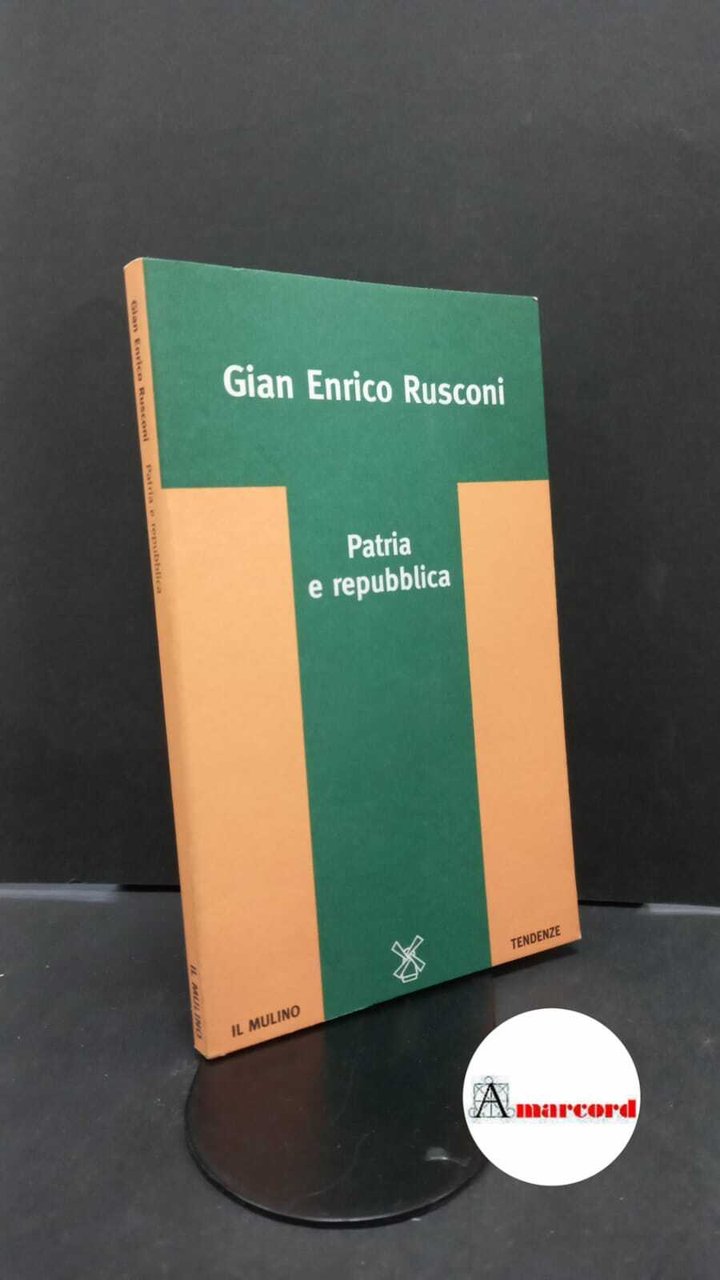 Gian Enrico Rusconi
Patria
e repubblica
IL MULINO
TENDENZE
Gian Enrico Rusconi Patria e repubblica
IL MULINO
Amarcord